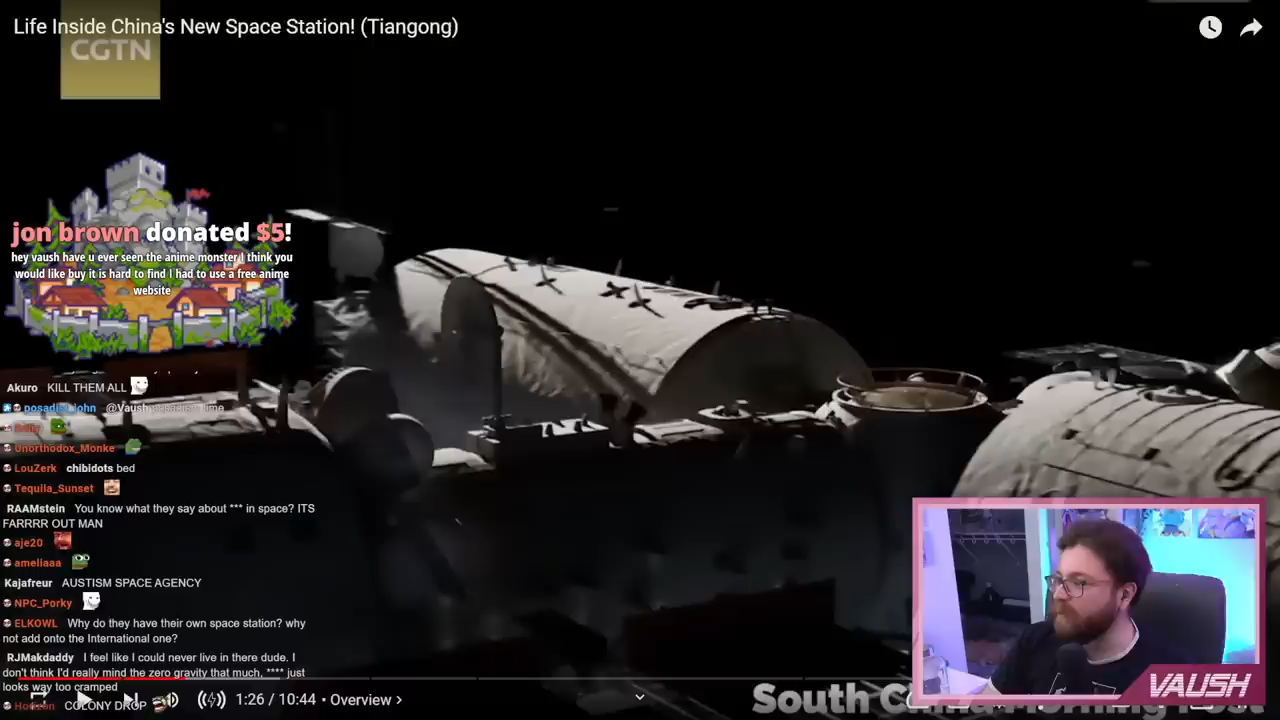 Life Inside China's New Space Station! (Tiangong)
CGTN
jon brown donated $5!
hey vaush have u ever seen the anime monster I think you
would like buy it is hard to find I had to use a free anime
website
Akuro KILL THEM ALL
posadist_john @Vaush
Unorthodox_Monke
LouZerk chibidots bed
Tequila_Sunset
RAAMstein You know what they say about *** in space? ITS
FARRRR OUT MAN
aje20
ameliaaa
Kajafreur AUSTISM SPACE AGENCY
NPC_Porky
ELKOWL Why do they have their own space station? why
not add onto the International one?
RJMakdaddy I feel like I could never live in there dude. I
don't think I'd really mind the zero gravity that much, **** just
looks way too cramped
COLONY DROP
1:26 / 10:44 • Overview ›
South China Morning Post
VAUSH